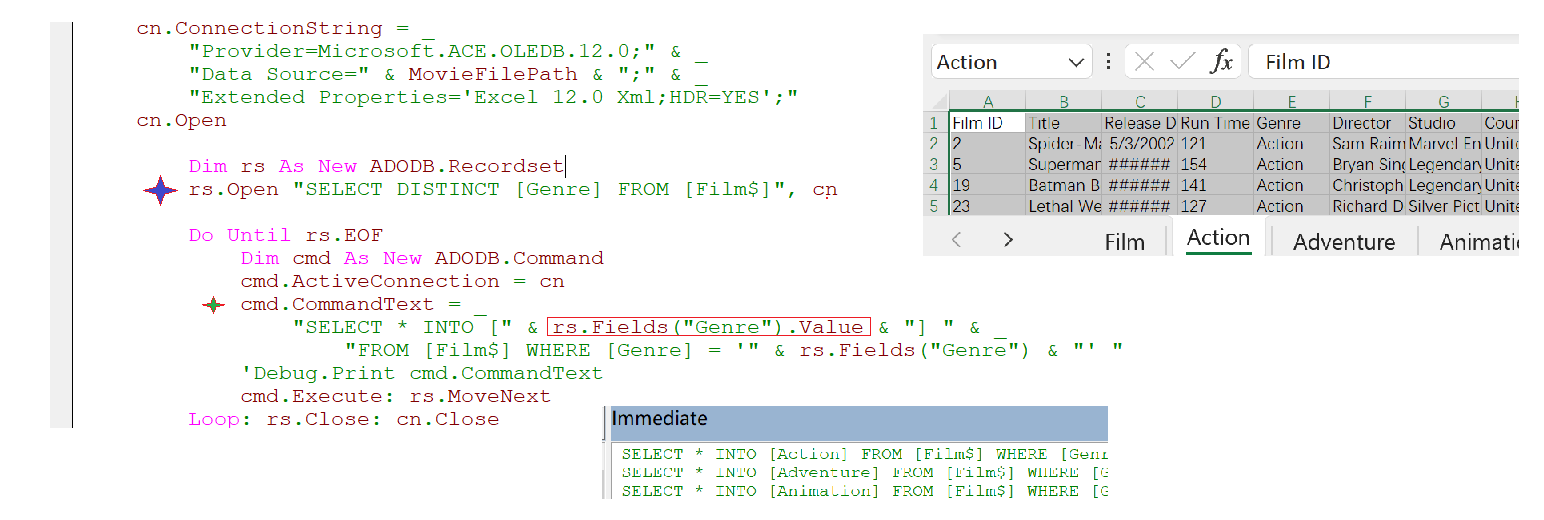 cn.ConnectionString = _
"Provider=Microsoft.ACE.OLEDB.12.0;" & _
"Data Source=" & MovieFilePath & ";" & _
"Extended Properties='Excel 12.0 Xml;HDR=YES';"
cn.Open
Dim rs As New ADODB.Recordset
rs.Open "SELECT DISTINCT [Genre] FROM [Film$]", cn
Do Until rs.EOF
Dim cmd As New ADODB.Command
cmd.ActiveConnection = cn
cmd.CommandText = _
"SELECT * INTO [" & rs.Fields("Genre").Value & "] " & _
"FROM [Film$] WHERE [Genre] = '" & rs.Fields("Genre") & "' "
'Debug.Print cmd.CommandText
cmd.Execute: rs.MoveNext
Loop: rs.Close: cn.Close
Action fx Film ID
A B C D E F G
1 Film ID Title Release D Run Time Genre Director Studio Cour
2 2 Spider-Ma 5/3/2002 121 Action Sam Raim Marvel En Unite
3 5 Superman ###### 154 Action Bryan Sing Legendary Unite
4 19 Batman B ###### 141 Action Christoph Legendary Unite
5 23 Lethal We ###### 127 Action Richard D Silver Pict Unite
Film Action Adventure Animatio
Immediate
SELECT * INTO [Action] FROM [Film$] WHERE [Genr
SELECT * INTO [Adventure] FROM [Film$] WHERE [G
SELECT * INTO [Animation] FROM [Film$] WHERE [G